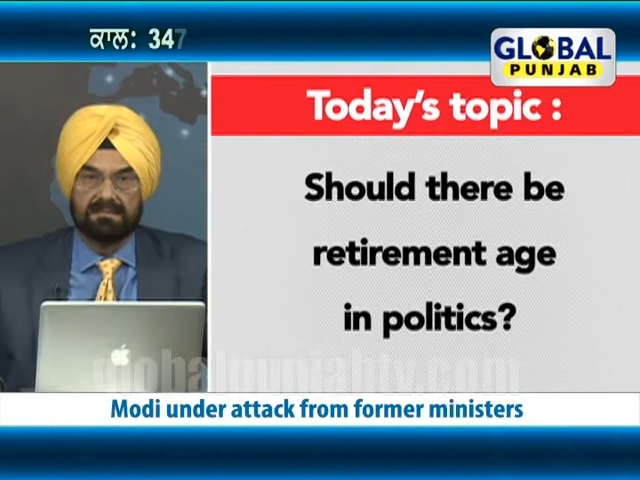 ਕਾਲ: 347
GLOBAL
PUNJAB
Today's topic :
Should there be
retirement age
in politics?
globalpunjabtv.com
Modi under attack from former ministers